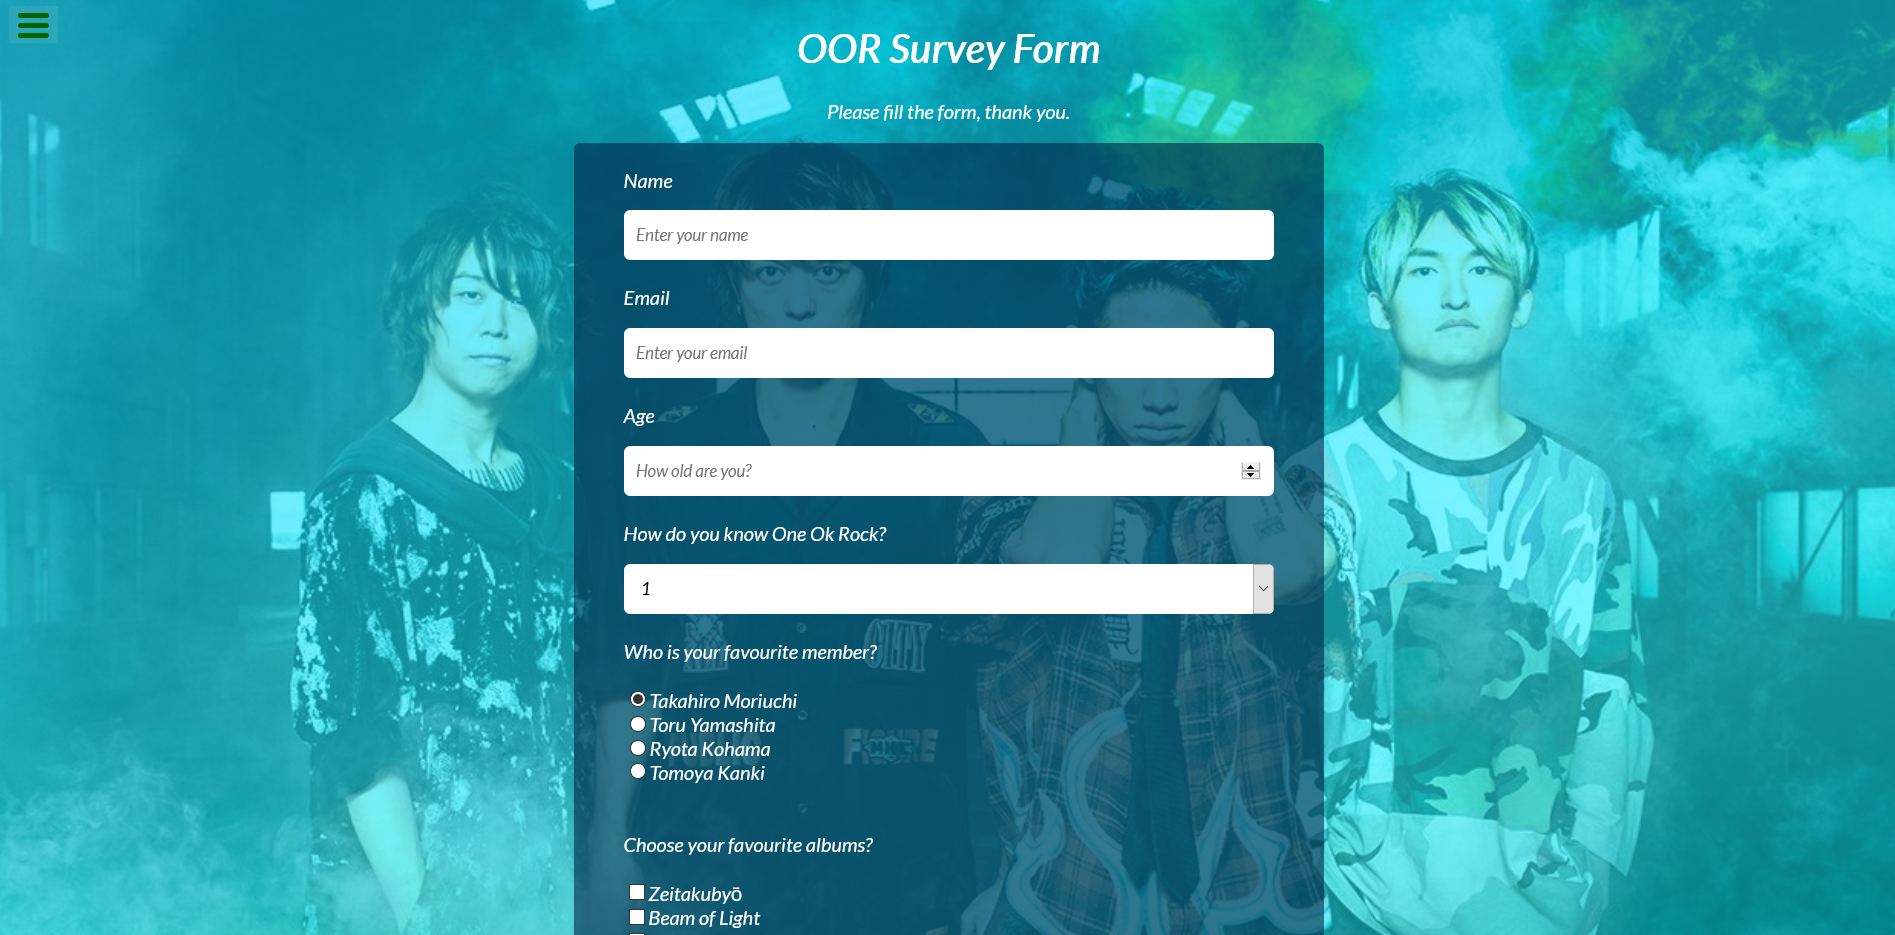 OOR Survey Form
Please fill the form, thank you.
Name
Enter your name
Email
Enter your email
Age
How old are you?
How do you know One Ok Rock?
1
Who is your favourite member?
Takahiro Moriuchi
Toru Yamashita
Ryota Kohama
Tomoya Kanki
Choose your favourite albums?
Zeitakubyō
Beam of Light